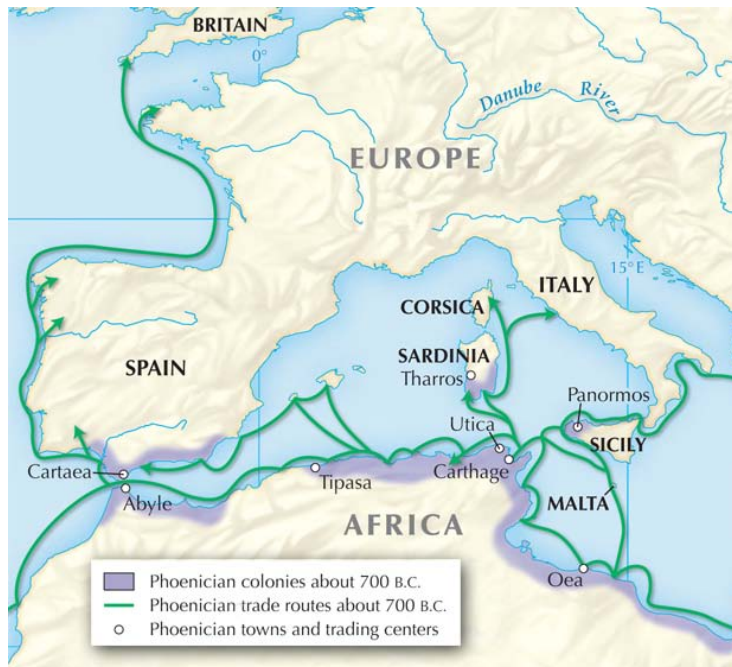 BRITAIN
0°
Danube River
EUROPE
15°E
ITALY
CORSICA
SPAIN
SARDINIA
Tharros
Panormos
Utica
SICILY
Cartaea
Carthage
Tipasa
Abyle
MALTA
AFRICA
Oea
Phoenician colonies about 700 B.C.
Phoenician trade routes about 700 B.C.
Phoenician towns and trading centers